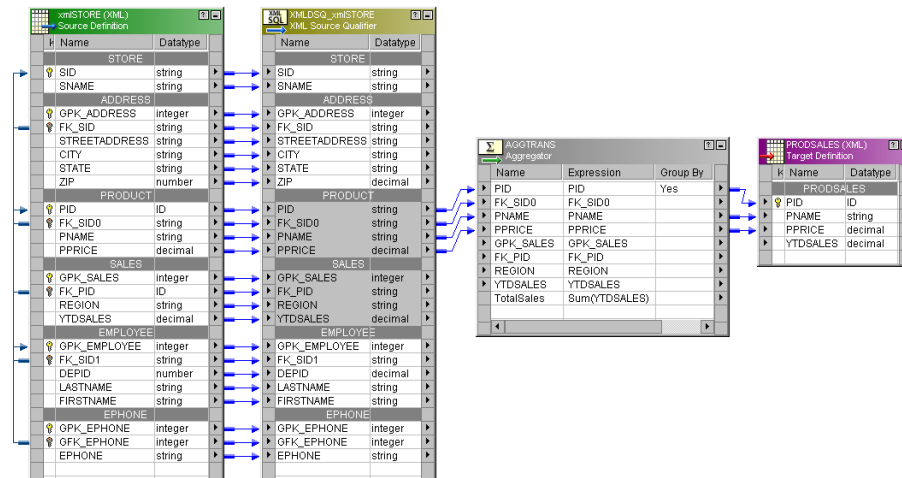 xmlSTORE (XML)
Source Definition
K Name Datatype
STORE
SID string
SNAME string
ADDRESS
GPK_ADDRESS integer
FK_SID string
STREETADDRESS string
CITY string
STATE string
ZIP number
PRODUCT
PID ID
FK_SID0 string
PNAME string
PPRICE decimal
SALES
GPK_SALES integer
FK_PID ID
REGION string
YTDSALES decimal
EMPLOYEE
GPK_EMPLOYEE integer
FK_SID1 string
DEPID number
LASTNAME string
FIRSTNAME string
EPHONE
GPK_EPHONE integer
GFK_EPHONE integer
EPHONE string
XML SQL
XMLDSQ_xmlSTORE
XML Source Qualifier
Name Datatype
STORE
SID string
SNAME string
ADDRESS
GPK_ADDRESS integer
FK_SID string
STREETADDRESS string
CITY string
STATE string
ZIP decimal
PRODUCT
PID string
FK_SID0 string
PNAME string
PPRICE decimal
SALES
GPK_SALES integer
FK_PID string
REGION string
YTDSALES decimal
EMPLOYEE
GPK_EMPLOYEE integer
FK_SID1 string
DEPID decimal
LASTNAME string
FIRSTNAME string
EPHONE
GPK_EPHONE integer
GFK_EPHONE integer
EPHONE string
Σ AGGTRANS
Aggregator
Name Expression Group By
PID PID Yes
FK_SID0 FK_SID0
PNAME PNAME
PPRICE PPRICE
GPK_SALES GPK_SALES
FK_PID FK_PID
REGION REGION
YTDSALES YTDSALES
TotalSales Sum(YTDSALES)
PRODSALES (XML)
Target Definition
K Name Datatype
PRODSALES
PID ID
PNAME string
YTDSALES decimal